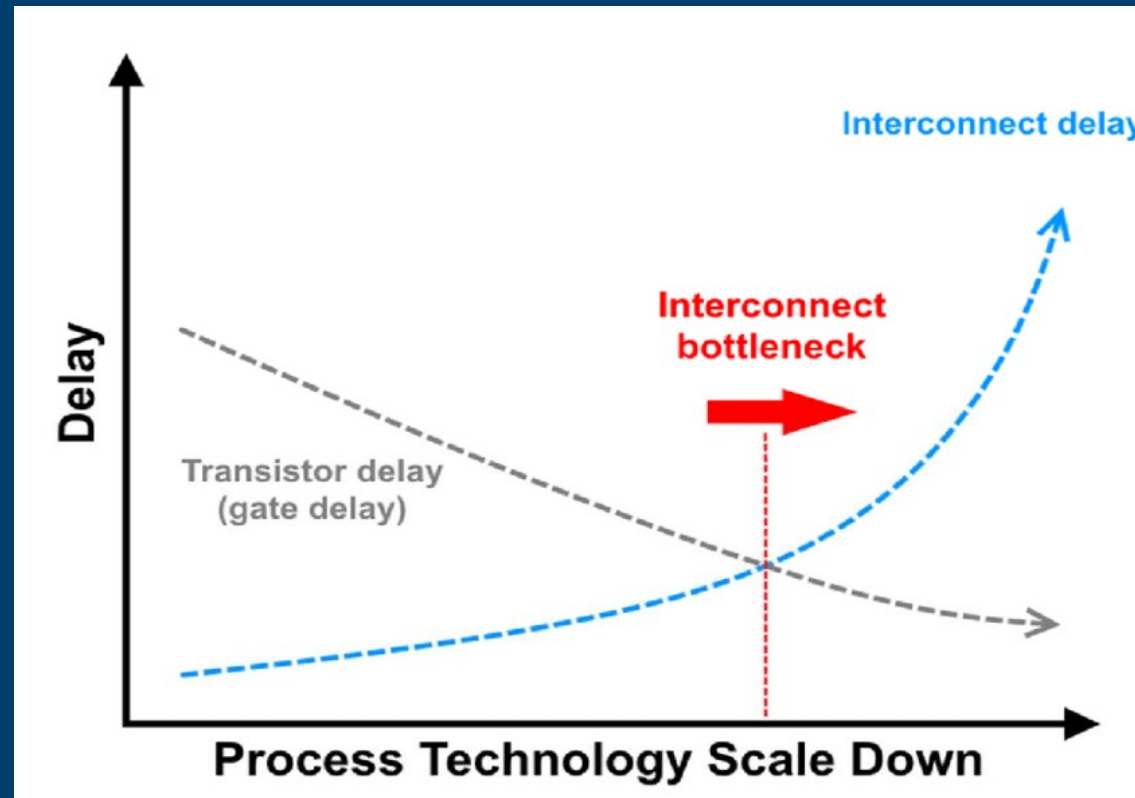 Interconnect delay
Interconnect
bottleneck
Delay
Transistor delay
(gate delay)
Process Technology Scale Down